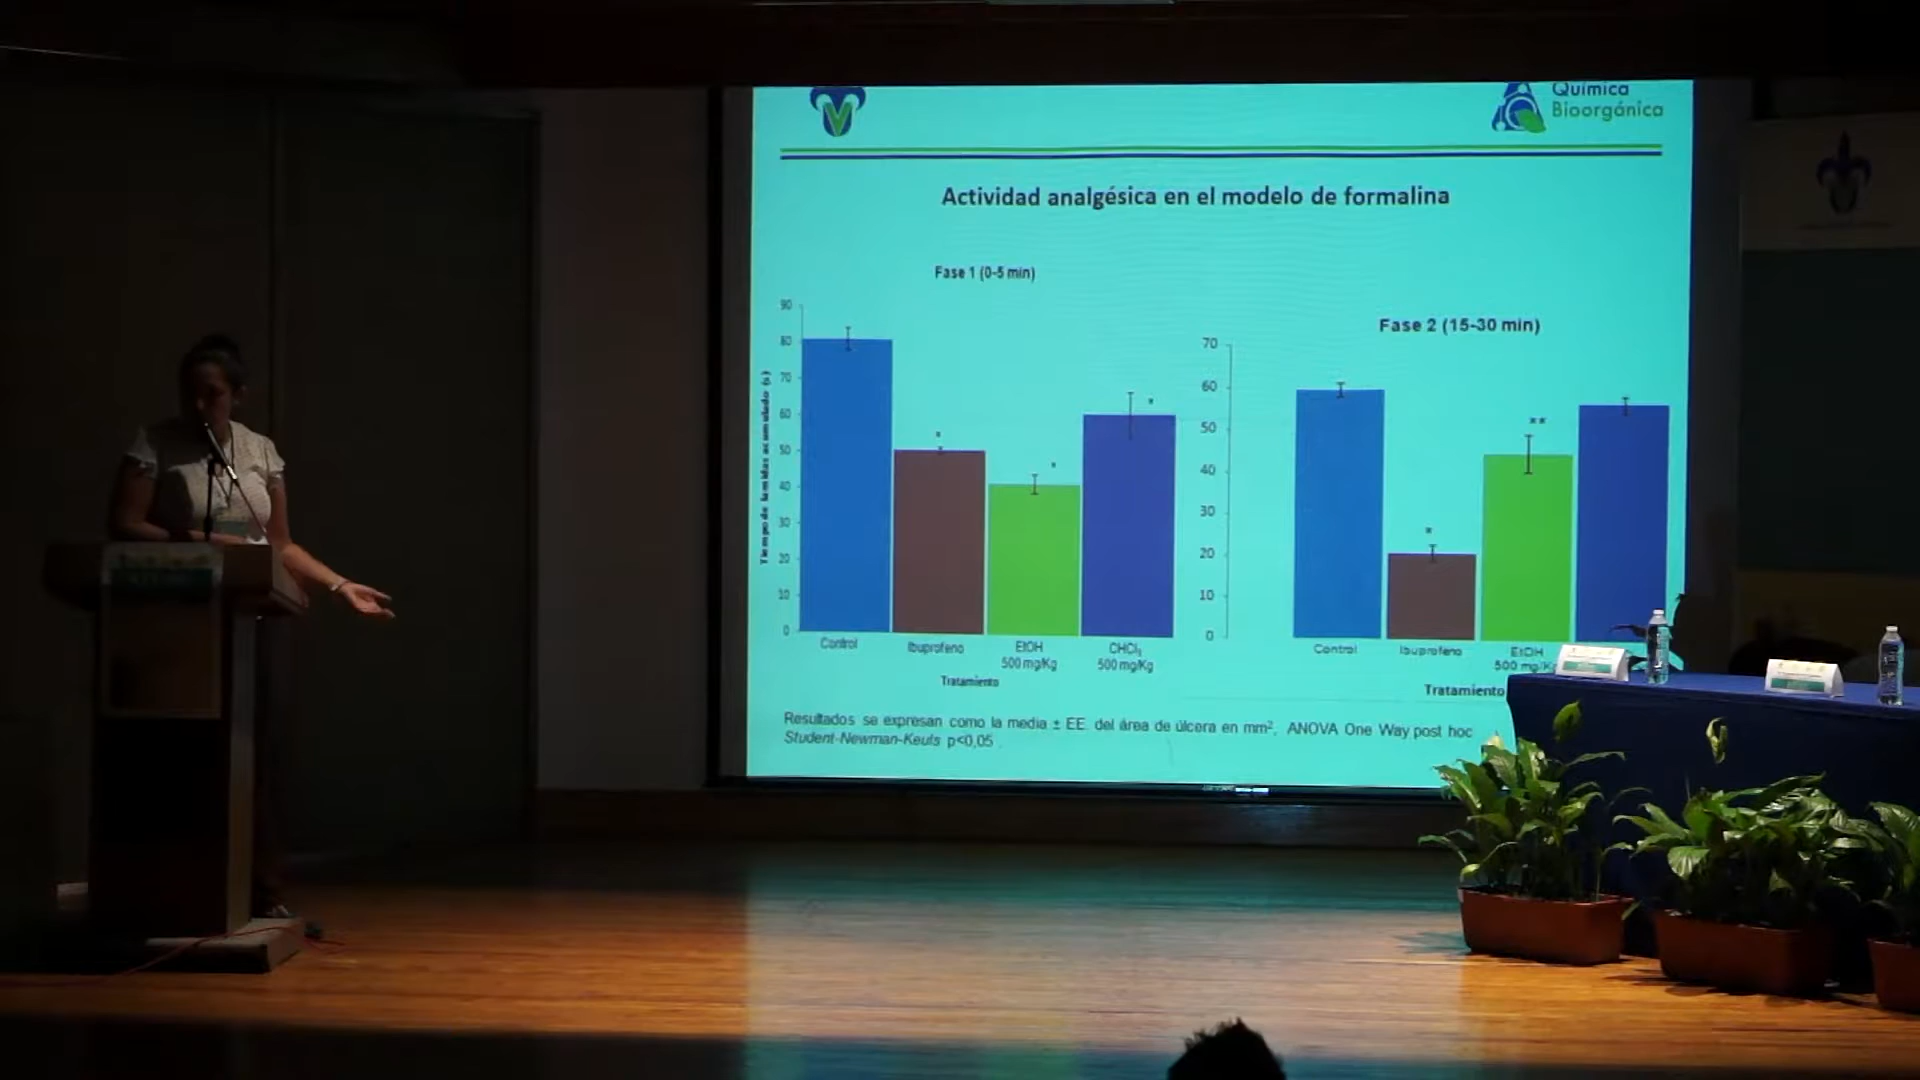 Química
Bioorgánica
Actividad analgésica en el modelo de formalina
Fase 1 (0-5 min)
90
80
70
60
50
40
30
20
10
0
Tiempo de lamidas acumulado (s)
*
*
*
Control
Ibuprofeno
EtOH
500 mg/Kg
CHCl₃
500 mg/Kg
Tratamiento
Fase 2 (15-30 min)
70
60
50
40
30
20
10
0
*
**
Control
Ibuprofeno
EtOH
500 mg/Kg
Tratamiento
Resultados se expresan como la media ± EE. del área de úlcera en mm², ANOVA One Way post hoc
Student-Newman-Keuls p<0,05 .